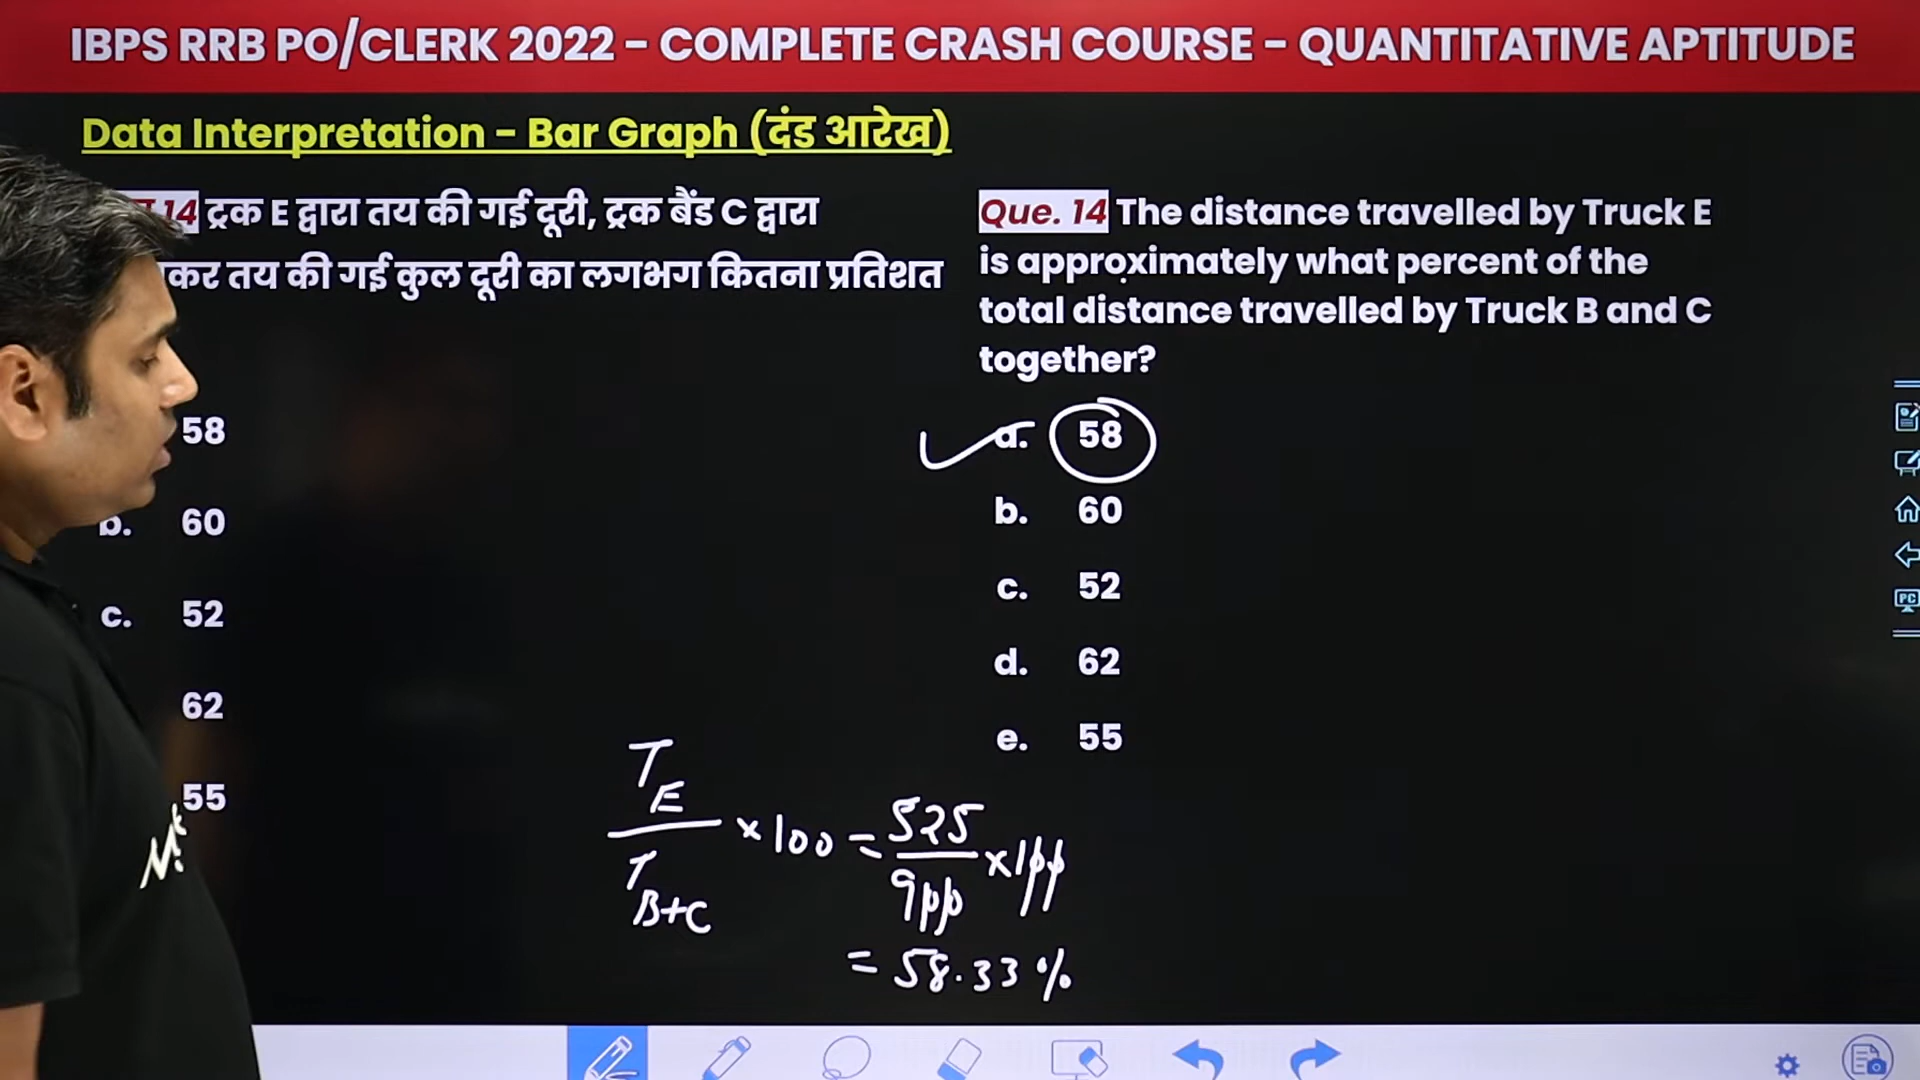 IBPS RRB PO/CLERK 2022 - COMPLETE CRASH COURSE - QUANTITATIVE APTITUDE
Data Interpretation - Bar Graph (दंड आरेख)
14 ट्रक E द्वारा तय की गई दूरी, ट्रक बैंड C द्वारा
कर तय की गई कुल दूरी का लगभग कितना प्रतिशत
58
b. 60
c. 52
62
55
Que. 14 The distance travelled by Truck E
is approximately what percent of the
total distance travelled by Truck B and C
together?
a. 58
b. 60
c. 52
d. 62
e. 55
T E / T B+C × 100 = 525 / 900 × 100
= 58.33 %
PC